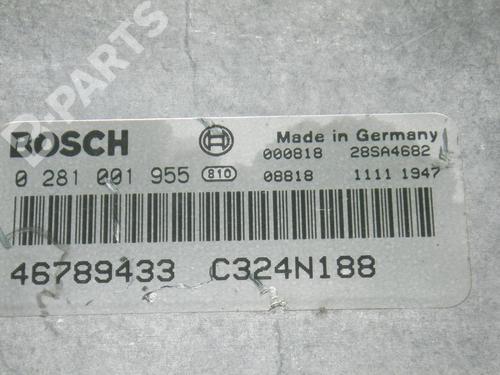 B-PARTS
BOSCH Made in Germany
000818 28SA4682
0 281 001 955 810 08818 1111 1947
46789433 C324N188